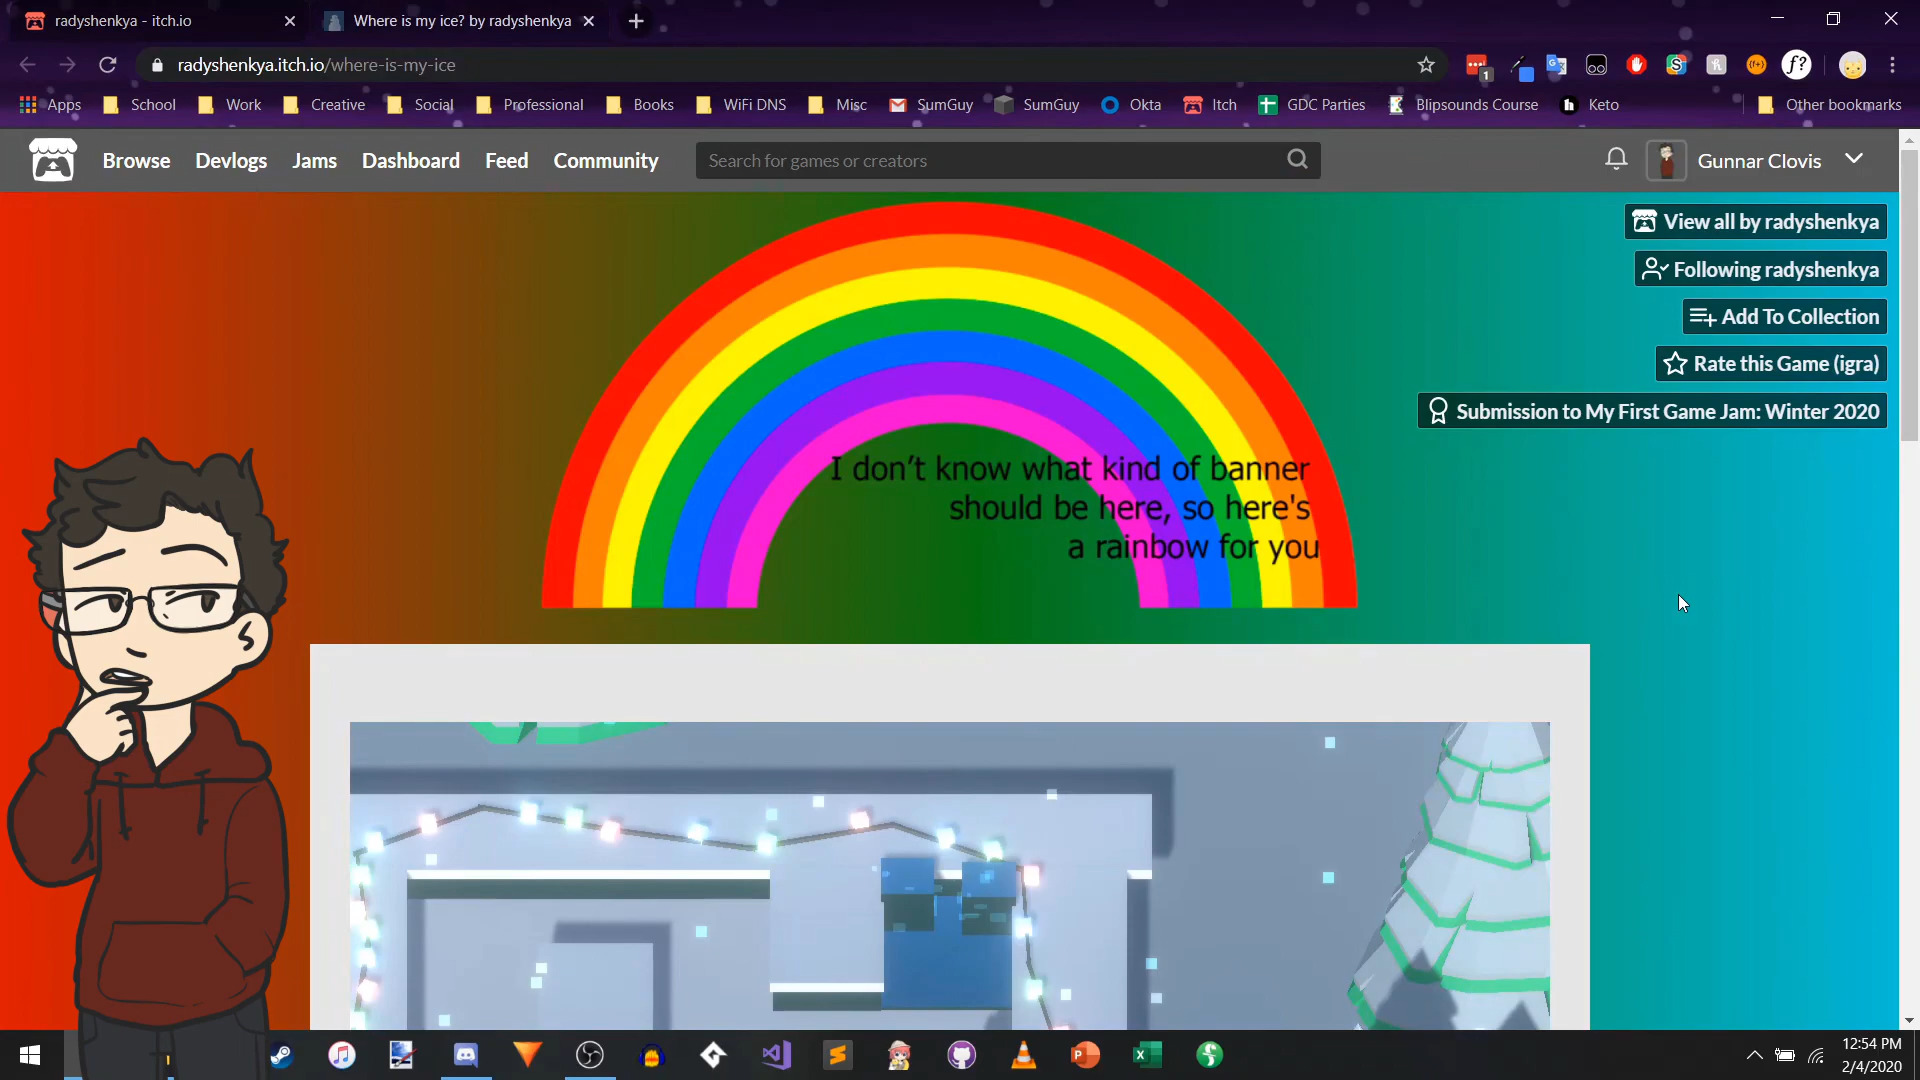 radyshenkya - itch.io
Where is my ice? by radyshenkya
radyshenkya.itch.io/where-is-my-ice
1
f?
Apps
School
Work
Creative
Social
Professional
Books
WiFi DNS
Misc
SumGuy
SumGuy
Okta
Itch
GDC Parties
Blipsounds Course
Keto
Other bookmarks
Browse
Devlogs
Jams
Dashboard
Feed
Community
Search for games or creators
Gunnar Clovis
View all by radyshenkya
Following radyshenkya
Add To Collection
Rate this Game (igra)
Submission to My First Game Jam: Winter 2020
I don't know what kind of banner
should be here, so here's
a rainbow for you
12:54 PM
2/4/2020